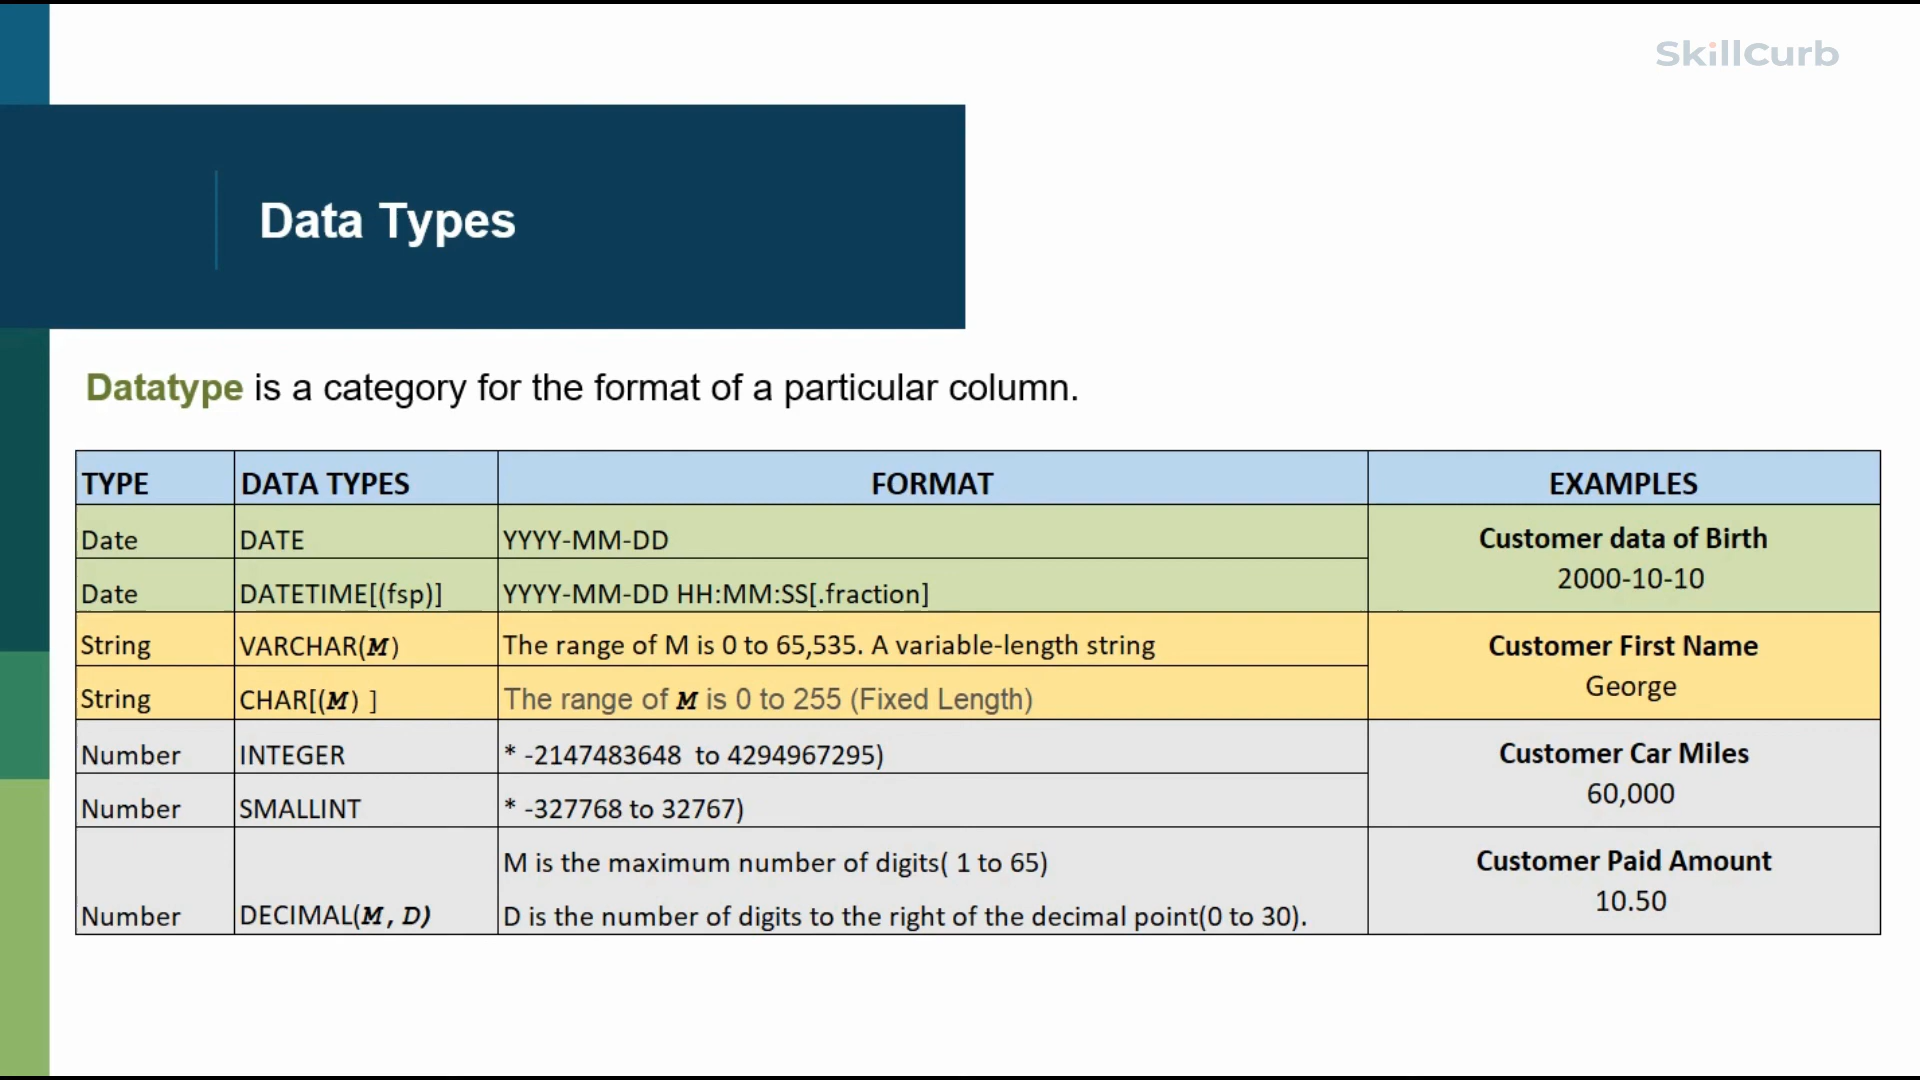 SkillCurb
Data Types
Datatype is a category for the format of a particular column.
TYPE DATA TYPES FORMAT EXAMPLES
Date DATE YYYY-MM-DD Customer data of Birth
2000-10-10
Date DATETIME[(fsp)] YYYY-MM-DD HH:MM:SS[.fraction]
String VARCHAR(M) The range of M is 0 to 65,535. A variable-length string Customer First Name
George
String CHAR[(M) ] The range of M is 0 to 255 (Fixed Length)
Number INTEGER * -2147483648 to 4294967295) Customer Car Miles
60,000
Number SMALLINT * -327768 to 32767)
M is the maximum number of digits( 1 to 65) Customer Paid Amount
10.50
Number DECIMAL(M, D) D is the number of digits to the right of the decimal point(0 to 30).